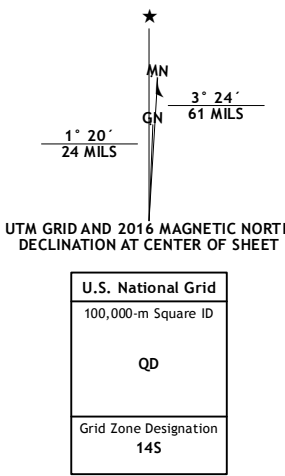 ★
MN
GN
3° 24´
61 MILS
1° 20´
24 MILS
UTM GRID AND 2016 MAGNETIC NORTH
DECLINATION AT CENTER OF SHEET
U.S. National Grid
100,000-m Square ID
QD
Grid Zone Designation
14S